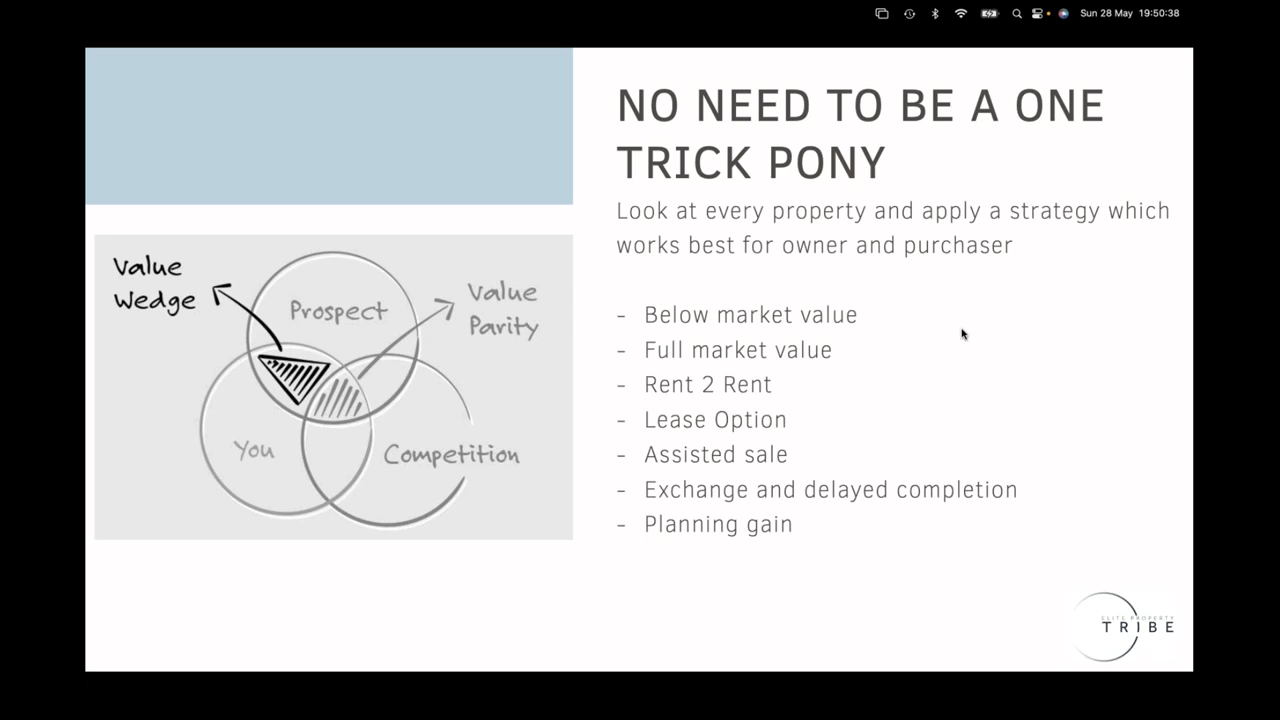 Sun 28 May 19:50:38
NO NEED TO BE A ONE
TRICK PONY
Look at every property and apply a strategy which
works best for owner and purchaser
- Below market value
- Full market value
- Rent 2 Rent
- Lease Option
- Assisted sale
- Exchange and delayed completion
- Planning gain
Value
Wedge
Prospect
Value
Parity
You
Competition
ELITE PROPERTY
TRIBE